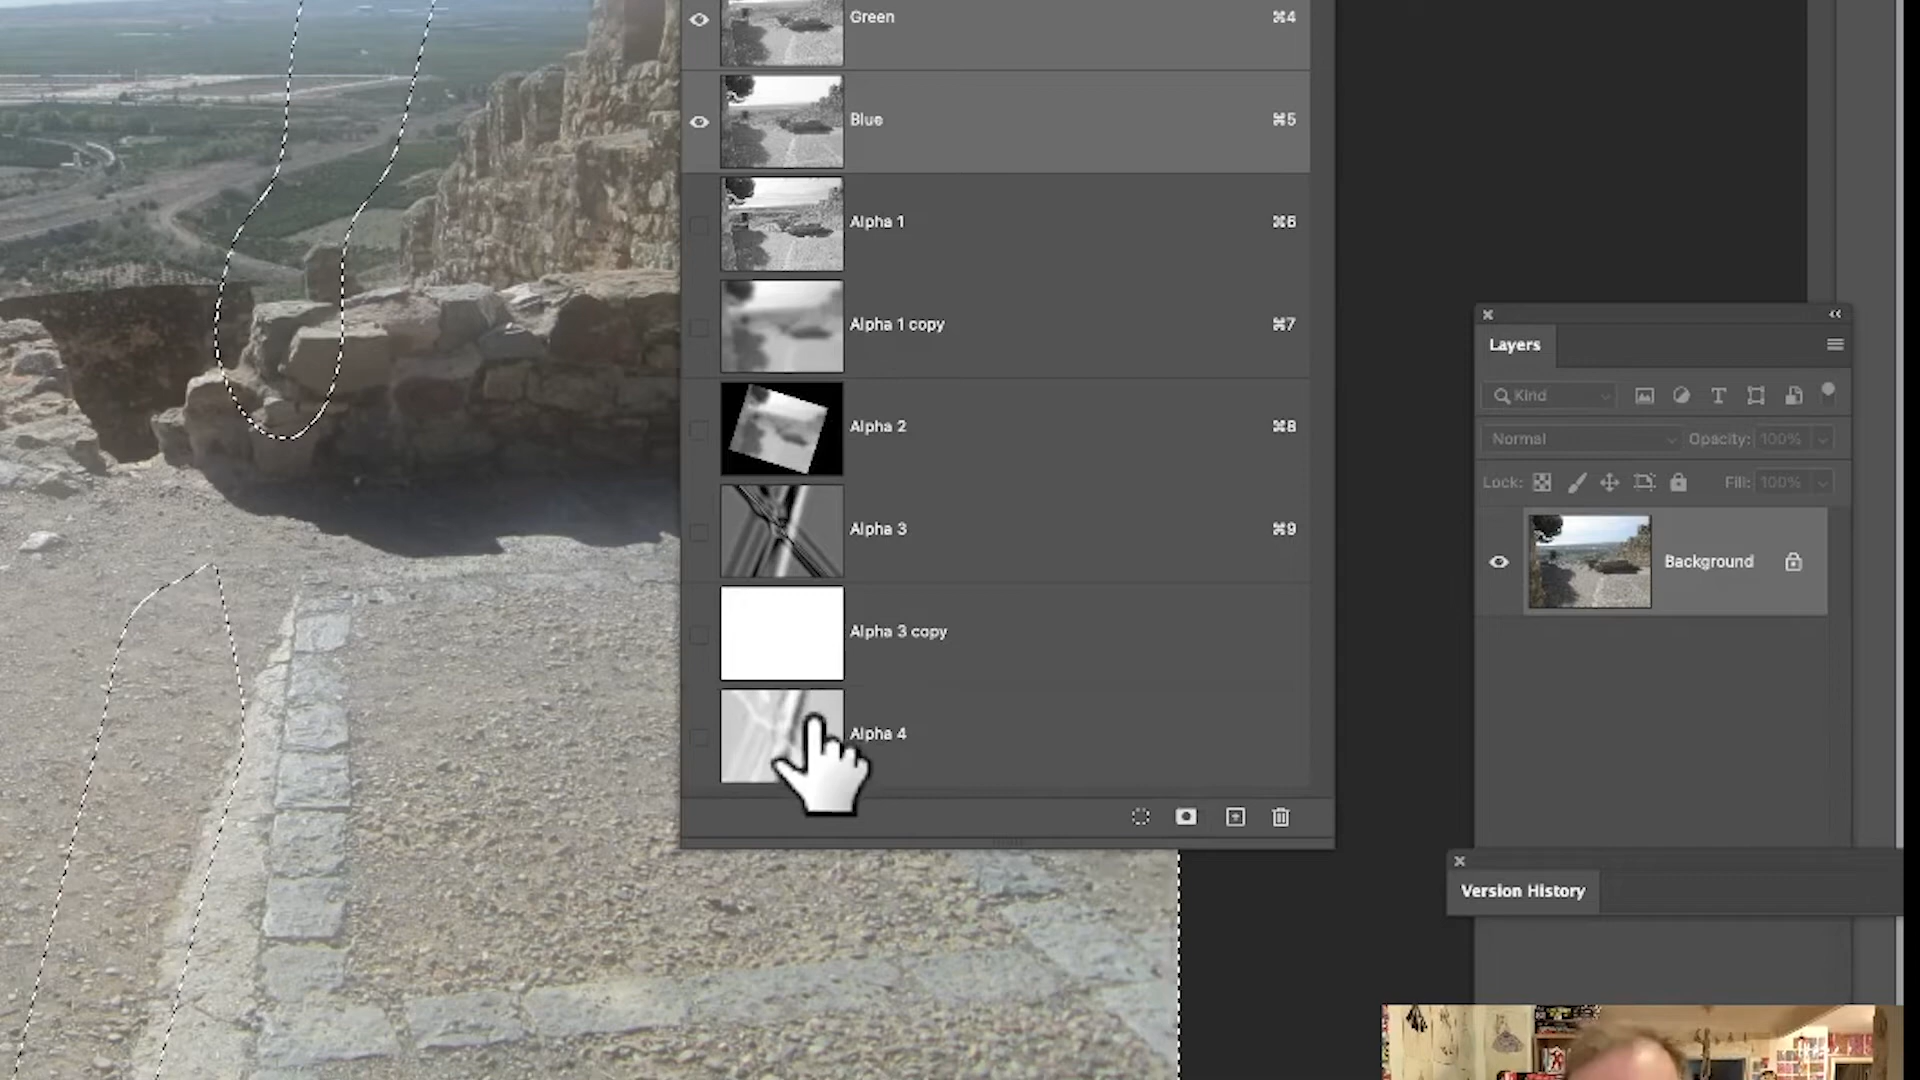 Green ⌘4
Blue ⌘5
Alpha 1 ⌘6
Alpha 1 copy ⌘7
Alpha 2 ⌘8
Alpha 3 ⌘9
Alpha 3 copy
Alpha 4
Layers
Kind
Normal Opacity: 100%
Lock: Fill: 100%
Background
Version History